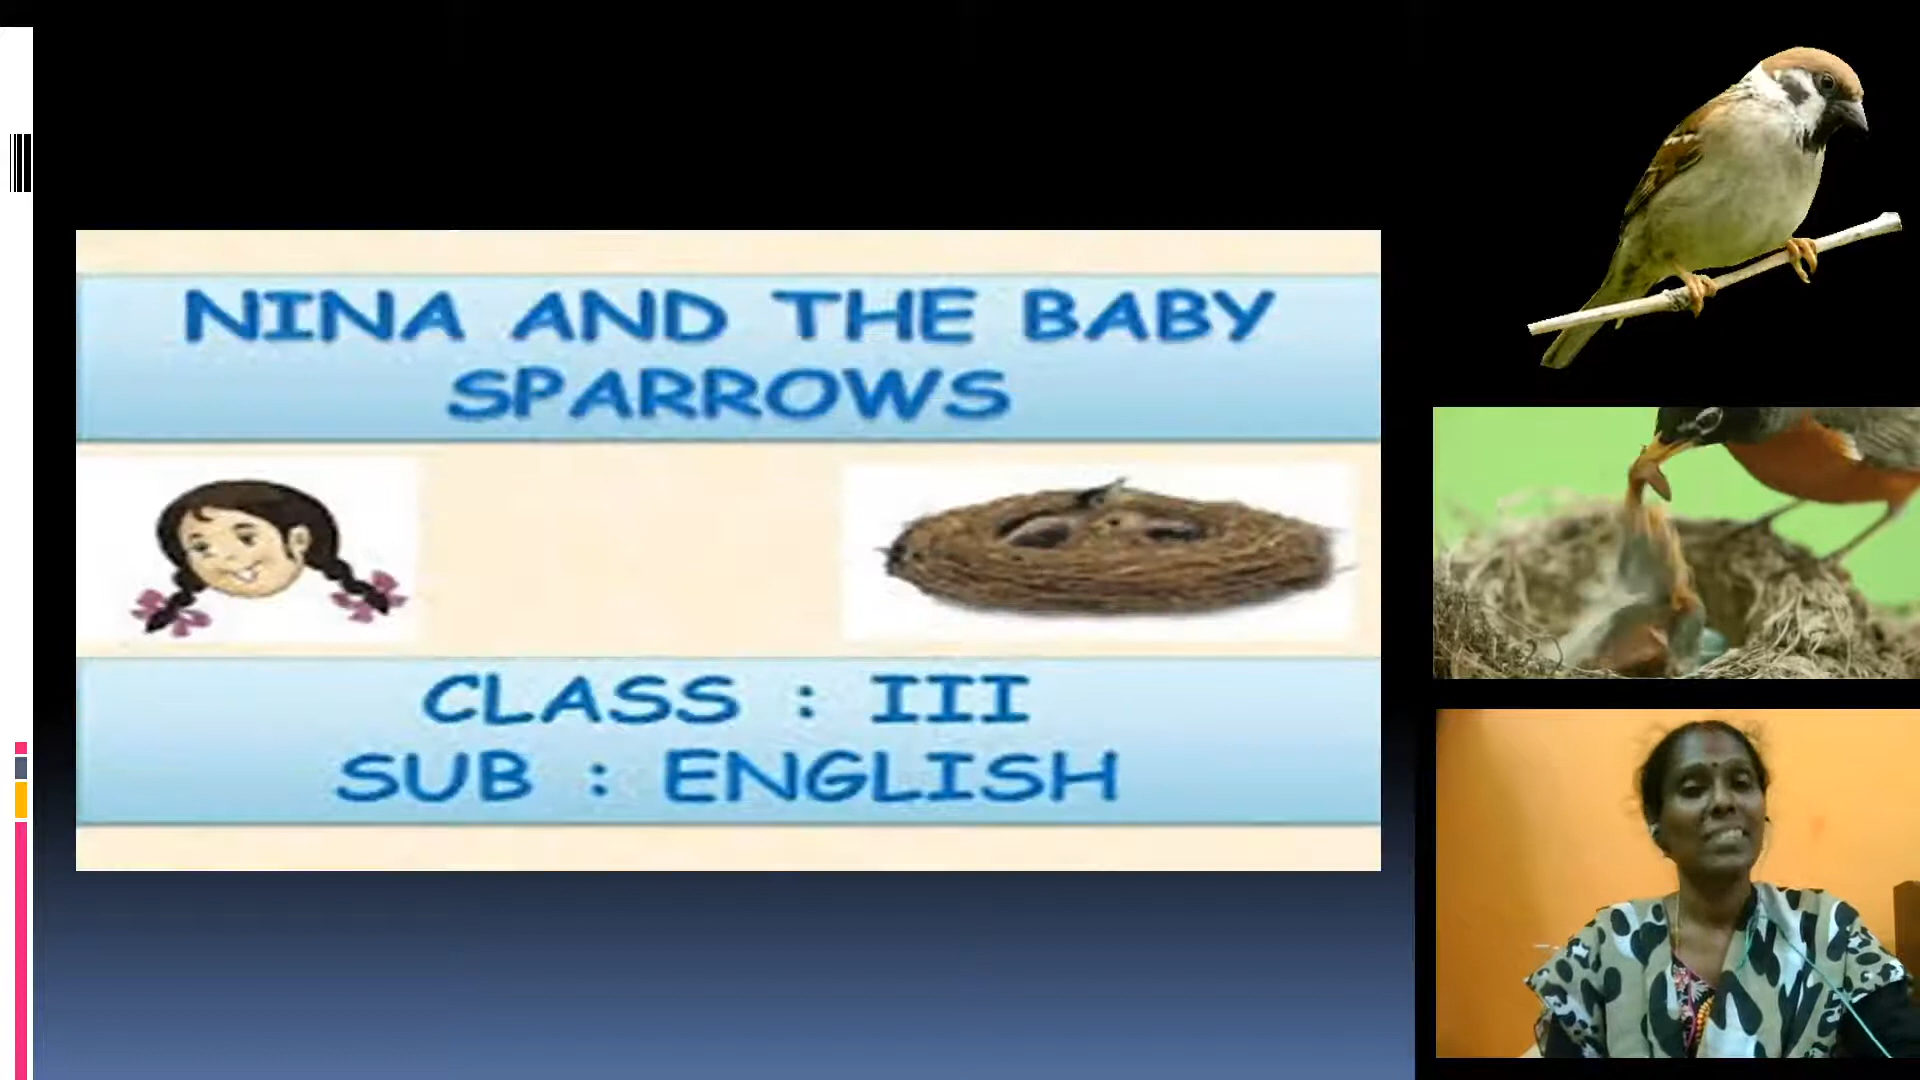 NINA AND THE BABY
SPARROWS
CLASS : III
SUB : ENGLISH